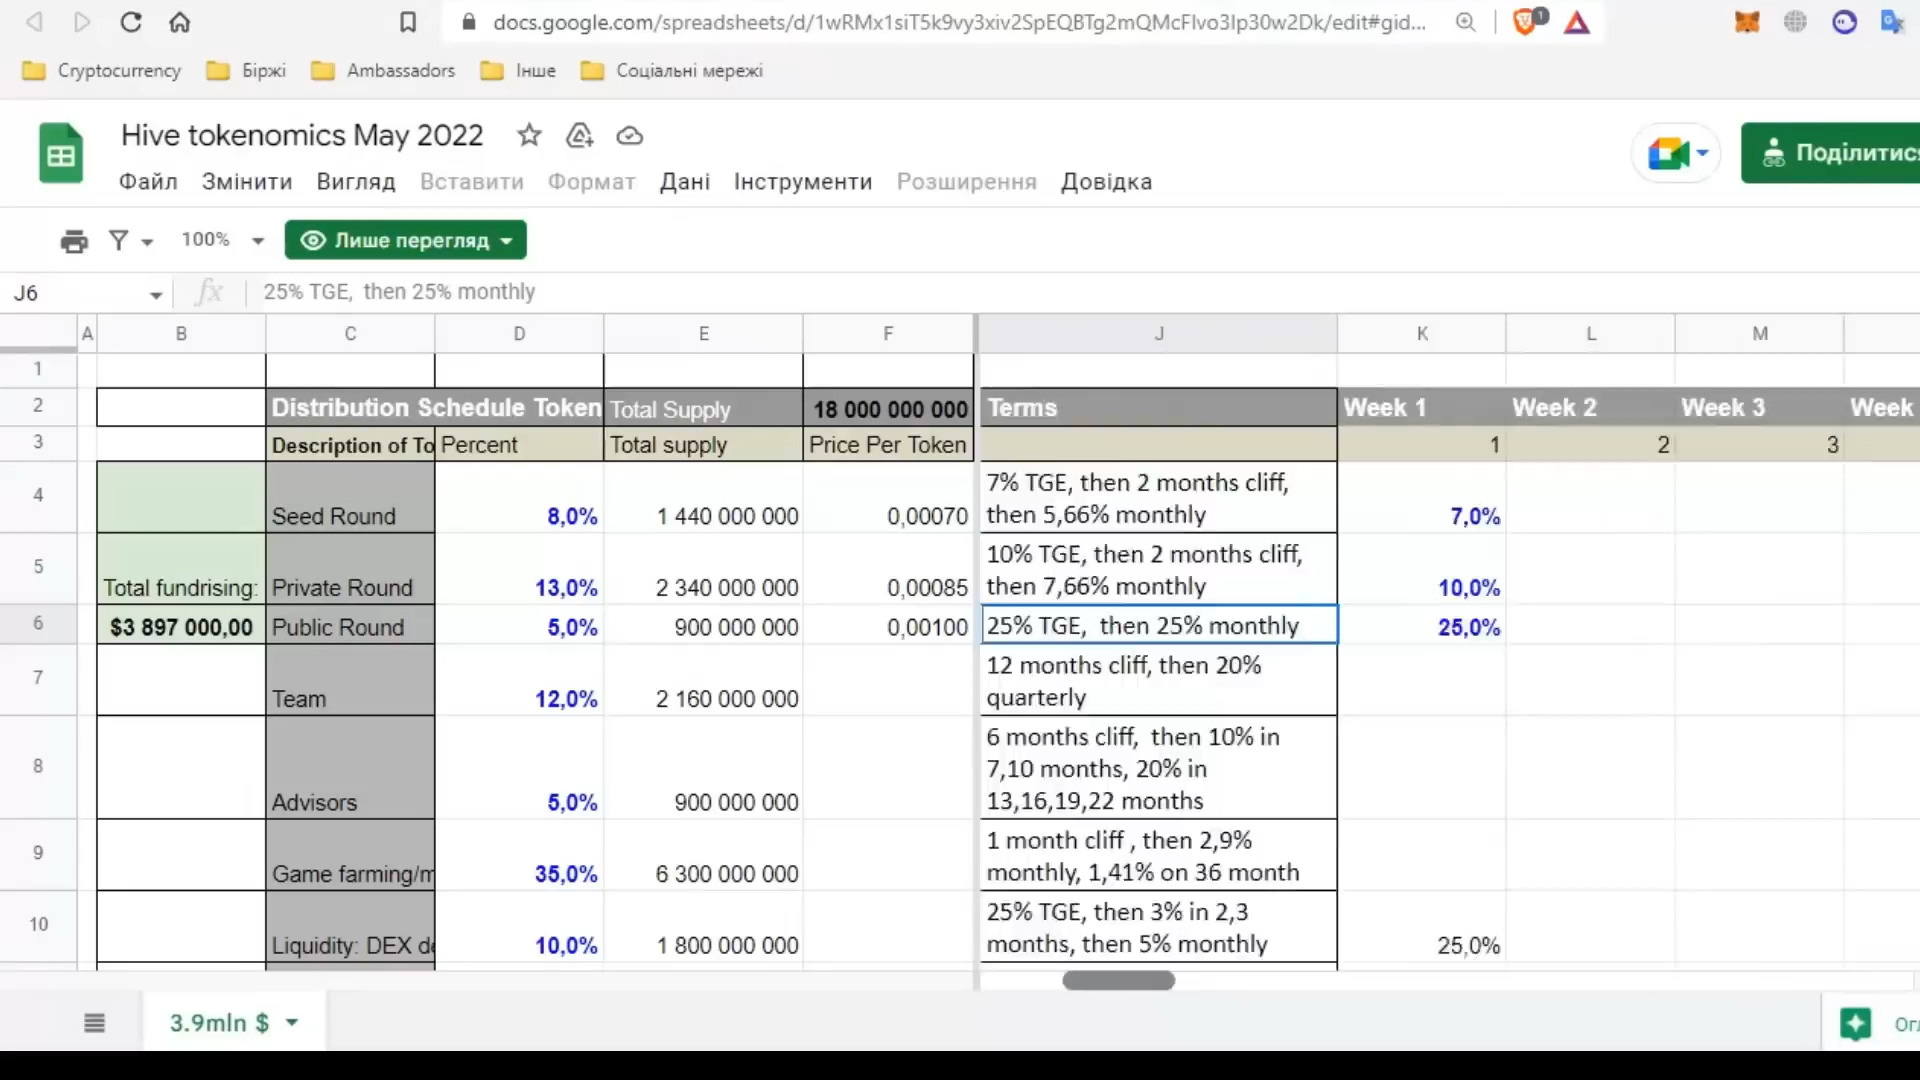 docs.google.com/spreadsheets/d/1wRMx1siT5k9vy3xiv2SpEQBTg2mQMcFlvo3lp30w2Dk/edit#gid...
1
Cryptocurrency Біржі Ambassadors Інше Соціальні мережі
Hive tokenomics May 2022
Файл Змінити Вигляд Вставити Формат Дані Інструменти Розширення Довідка
Поділитися
100% Лише перегляд
J6 fx 25% TGE,  then 25% monthly
A B C D E F J K L M
1
2 Distribution Schedule Token Total Supply 18 000 000 000 Terms Week 1 Week 2 Week 3 Week
3 Description of To Percent Total supply Price Per Token 1 2 3
7% TGE, then 2 months cliff,
4 Seed Round 8,0% 1 440 000 000 0,00070 then 5,66% monthly 7,0%
10% TGE, then 2 months cliff,
5 Total fundrising: Private Round 13,0% 2 340 000 000 0,00085 then 7,66% monthly 10,0%
6 $3 897 000,00 Public Round 5,0% 900 000 000 0,00100 25% TGE,  then 25% monthly 25,0%
12 months cliff, then 20%
7 Team 12,0% 2 160 000 000 quarterly
6 months cliff,  then 10% in
7,10 months, 20% in
8 Advisors 5,0% 900 000 000 13,16,19,22 months
1 month cliff , then 2,9%
9 Game farming/m 35,0% 6 300 000 000 monthly, 1,41% on 36 month
25% TGE, then 3% in 2,3
10 Liquidity: DEX de 10,0% 1 800 000 000 months, then 5% monthly 25,0%
3.9mln $